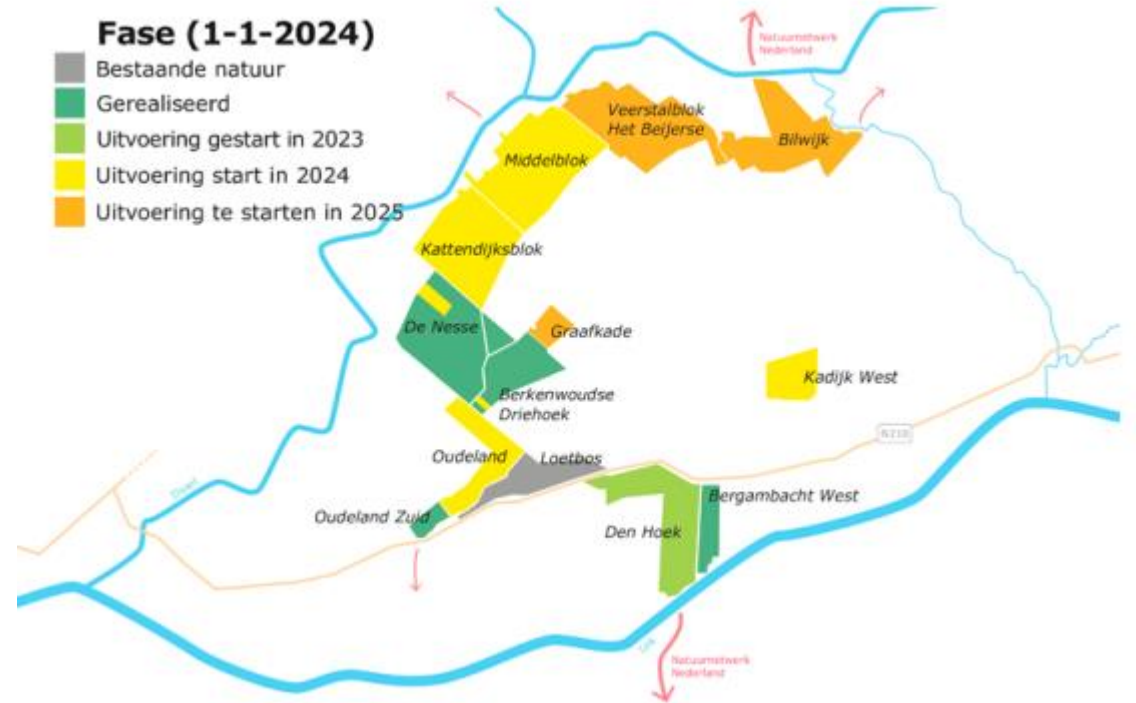 Fase (1-1-2024)
Bestaande natuur
Gerealiseerd
Uitvoering gestart in 2023
Uitvoering start in 2024
Uitvoering te starten in 2025
Natuurnetwerk
Nederland
Veerstalblok
Het Beijerse
Bilwijk
Middelblok
Kattendijksblok
De Nesse
Graafkade
Kadijk West
Berkenwoudse
Driehoek
N210
Oudeland
Loetbos
Bergambacht West
Oudeland Zuid
Den Hoek
Lek
Natuurnetwerk
Nederland